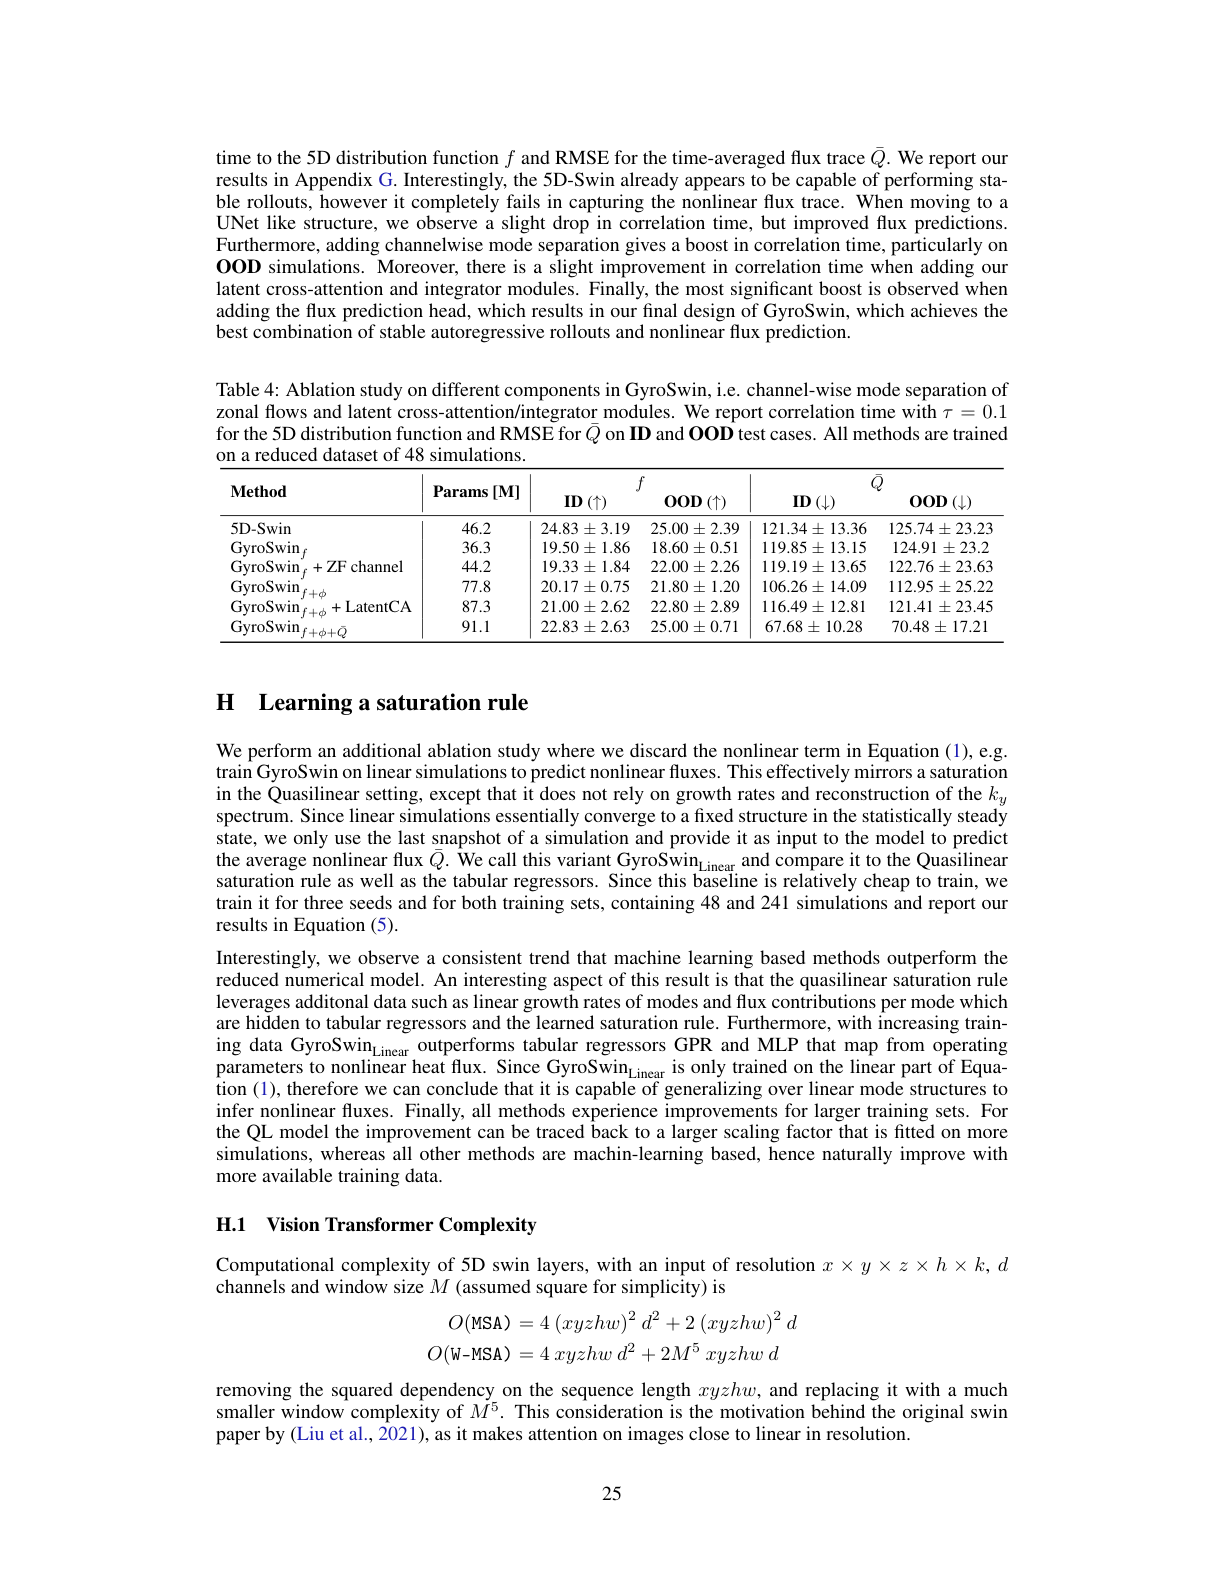 time to the 5D distribution function f and RMSE for the time-averaged flux trace Q̄. We report our
results in Appendix G. Interestingly, the 5D-Swin already appears to be capable of performing sta-
ble rollouts, however it completely fails in capturing the nonlinear flux trace. When moving to a
UNet like structure, we observe a slight drop in correlation time, but improved flux predictions.
Furthermore, adding channelwise mode separation gives a boost in correlation time, particularly on
OOD simulations. Moreover, there is a slight improvement in correlation time when adding our
latent cross-attention and integrator modules. Finally, the most significant boost is observed when
adding the flux prediction head, which results in our final design of GyroSwin, which achieves the
best combination of stable autoregressive rollouts and nonlinear flux prediction.
Table 4: Ablation study on different components in GyroSwin, i.e. channel-wise mode separation of
zonal flows and latent cross-attention/integrator modules. We report correlation time with τ = 0.1
for the 5D distribution function and RMSE for Q̄ on ID and OOD test cases. All methods are trained
on a reduced dataset of 48 simulations.
Method Params [M] f Q̄
ID (↑) OOD (↑) ID (↓) OOD (↓)
5D-Swin 46.2 24.83 ± 3.19 25.00 ± 2.39 121.34 ± 13.36 125.74 ± 23.23
GyroSwin_f 36.3 19.50 ± 1.86 18.60 ± 0.51 119.85 ± 13.15 124.91 ± 23.2
GyroSwin_f + ZF channel 44.2 19.33 ± 1.84 22.00 ± 2.26 119.19 ± 13.65 122.76 ± 23.63
GyroSwin_{f+ϕ} 77.8 20.17 ± 0.75 21.80 ± 1.20 106.26 ± 14.09 112.95 ± 25.22
GyroSwin_{f+ϕ} + LatentCA 87.3 21.00 ± 2.62 22.80 ± 2.89 116.49 ± 12.81 121.41 ± 23.45
GyroSwin_{f+ϕ+Q̄} 91.1 22.83 ± 2.63 25.00 ± 0.71 67.68 ± 10.28 70.48 ± 17.21
H Learning a saturation rule
We perform an additional ablation study where we discard the nonlinear term in Equation (1), e.g.
train GyroSwin on linear simulations to predict nonlinear fluxes. This effectively mirrors a saturation
in the Quasilinear setting, except that it does not rely on growth rates and reconstruction of the k_y
spectrum. Since linear simulations essentially converge to a fixed structure in the statistically steady
state, we only use the last snapshot of a simulation and provide it as input to the model to predict
the average nonlinear flux Q̄. We call this variant GyroSwin_Linear and compare it to the Quasilinear
saturation rule as well as the tabular regressors. Since this baseline is relatively cheap to train, we
train it for three seeds and for both training sets, containing 48 and 241 simulations and report our
results in Equation (5).
Interestingly, we observe a consistent trend that machine learning based methods outperform the
reduced numerical model. An interesting aspect of this result is that the quasilinear saturation rule
leverages additonal data such as linear growth rates of modes and flux contributions per mode which
are hidden to tabular regressors and the learned saturation rule. Furthermore, with increasing train-
ing data GyroSwin_Linear outperforms tabular regressors GPR and MLP that map from operating
parameters to nonlinear heat flux. Since GyroSwin_Linear is only trained on the linear part of Equa-
tion (1), therefore we can conclude that it is capable of generalizing over linear mode structures to
infer nonlinear fluxes. Finally, all methods experience improvements for larger training sets. For
the QL model the improvement can be traced back to a larger scaling factor that is fitted on more
simulations, whereas all other methods are machin-learning based, hence naturally improve with
more available training data.
H.1 Vision Transformer Complexity
Computational complexity of 5D swin layers, with an input of resolution x × y × z × h × k, d
channels and window size M (assumed square for simplicity) is
O(MSA) = 4 (xyzhw)² d² + 2 (xyzhw)² d
O(W-MSA) = 4 xyzhw d² + 2M⁵ xyzhw d
removing the squared dependency on the sequence length xyzhw, and replacing it with a much
smaller window complexity of M⁵. This consideration is the motivation behind the original swin
paper by (Liu et al., 2021), as it makes attention on images close to linear in resolution.
25